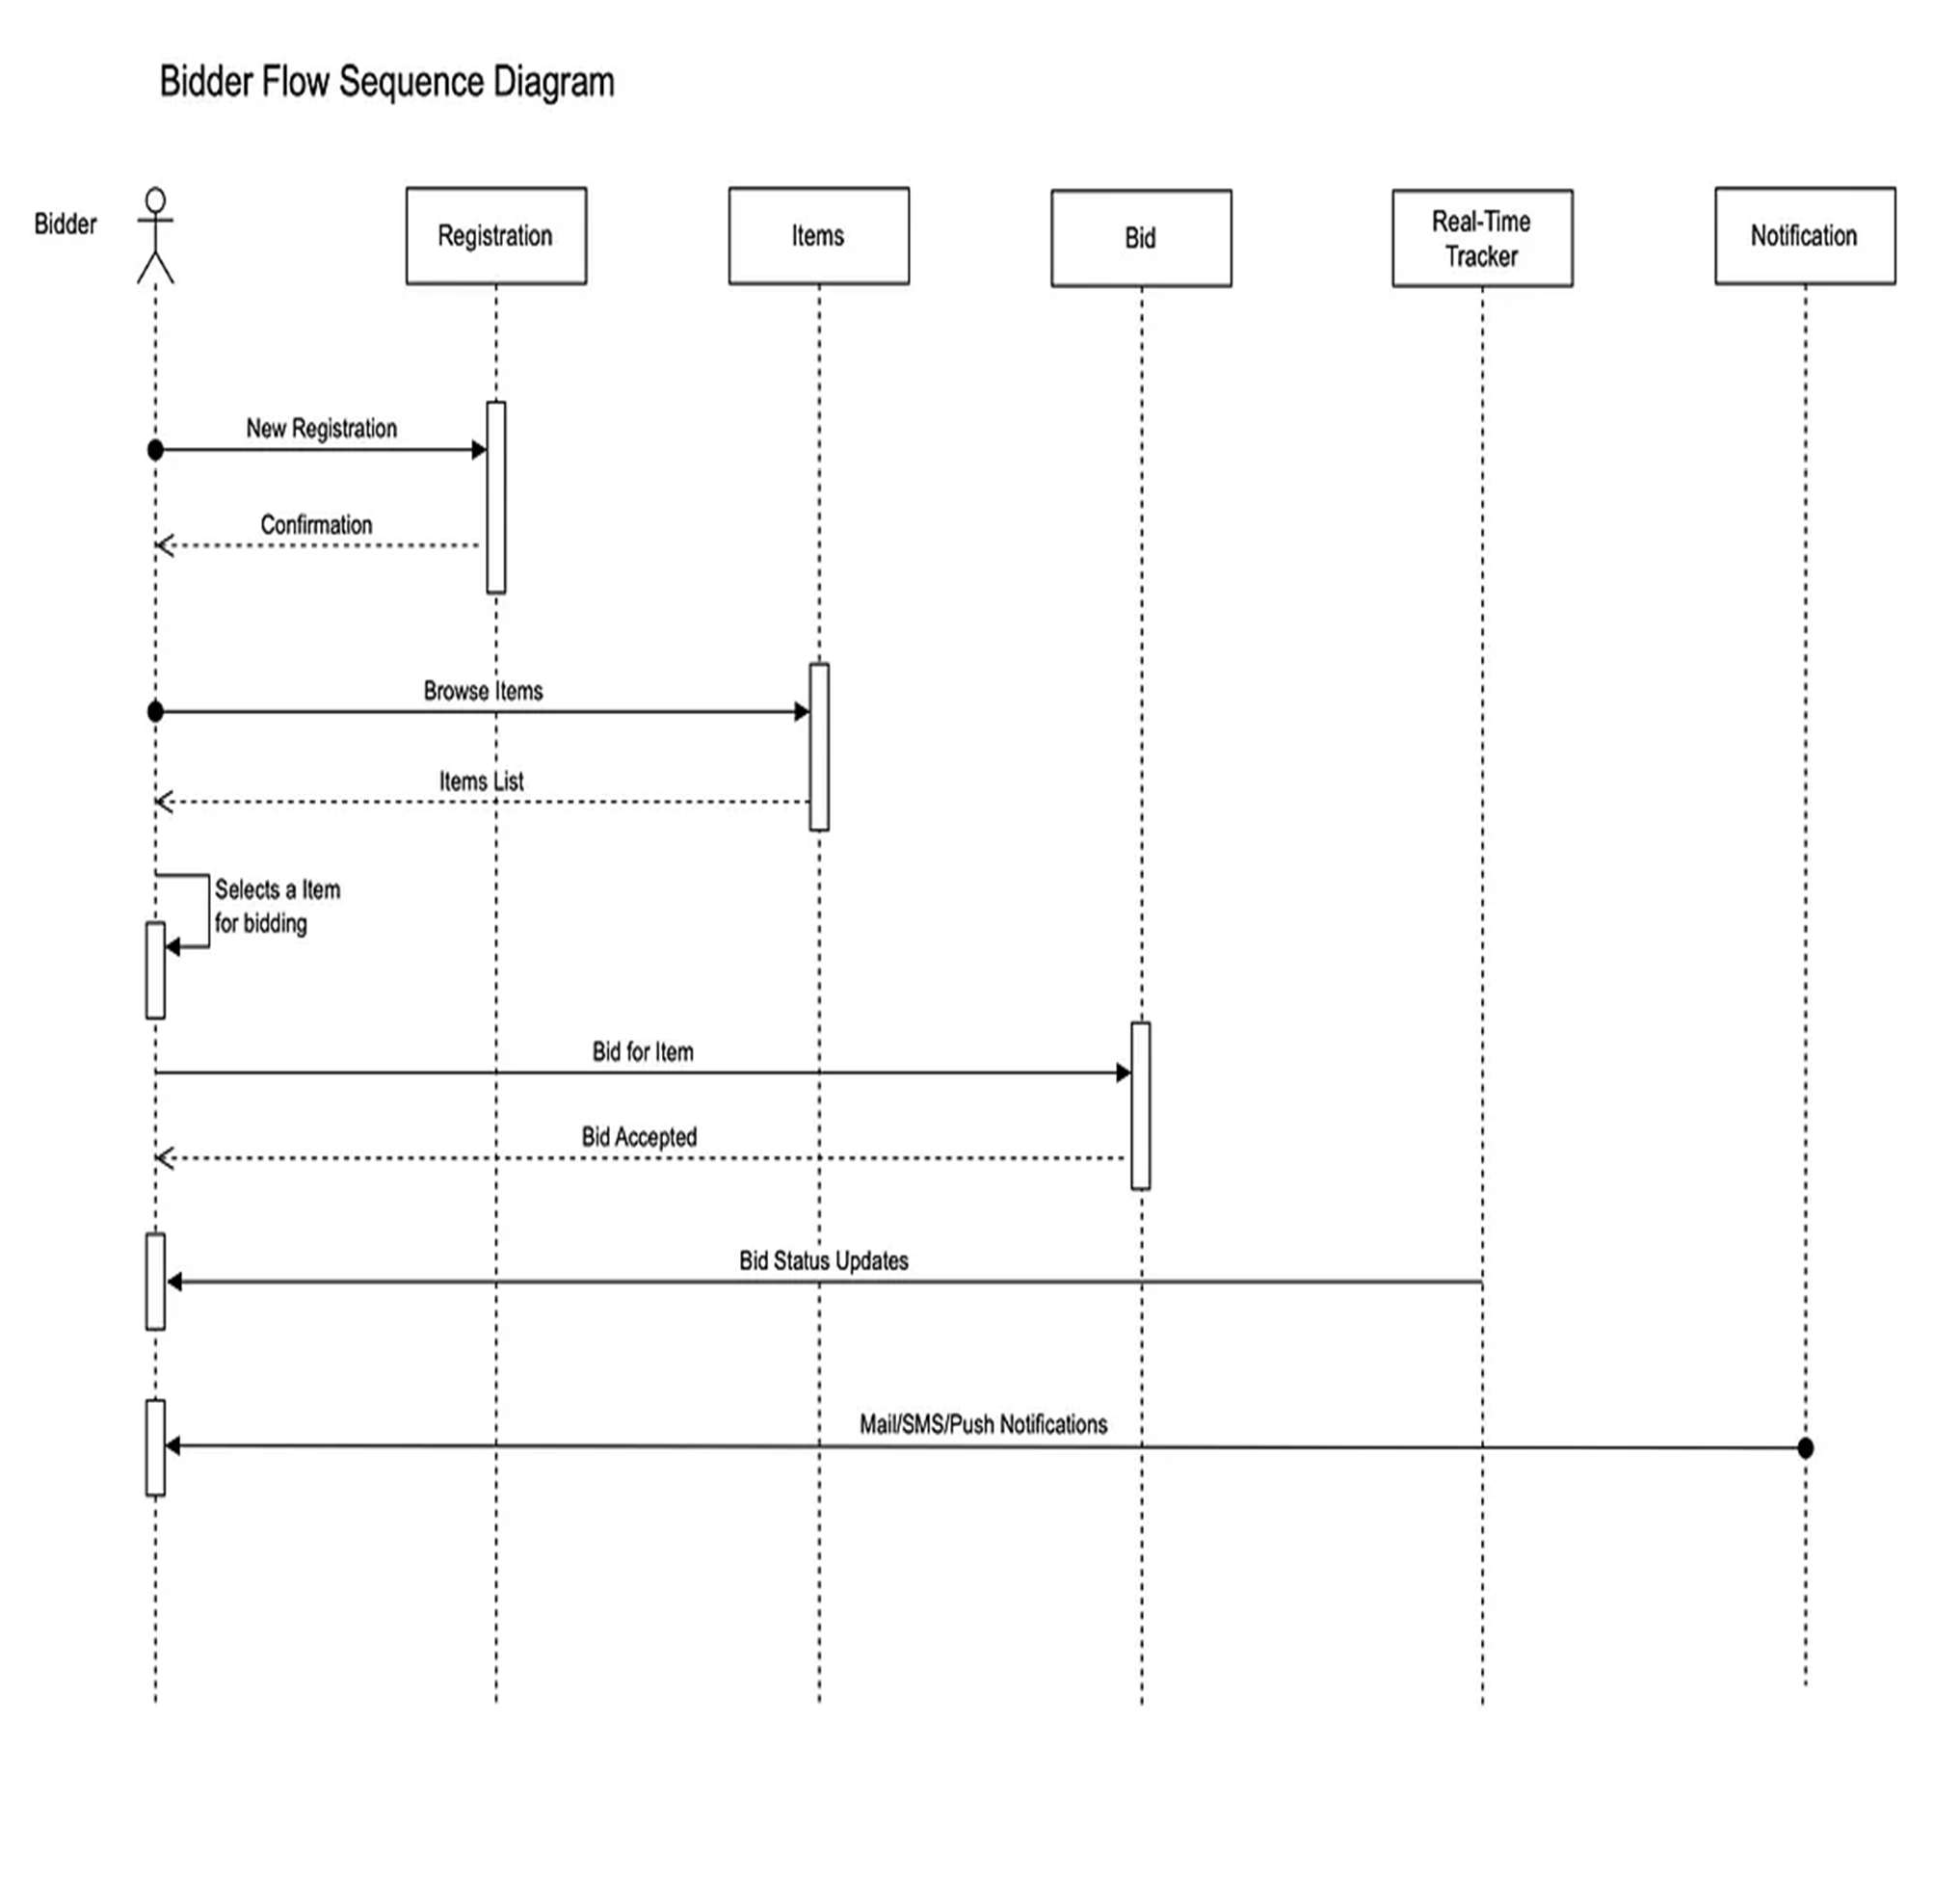 Bidder Flow Sequence Diagram
Bidder
Registration
Items
Bid
Real-Time
Tracker
Notification
New Registration
Confirmation
Browse Items
Items List
Selects a Item
for bidding
Bid for Item
Bid Accepted
Bid Status Updates
Mail/SMS/Push Notifications